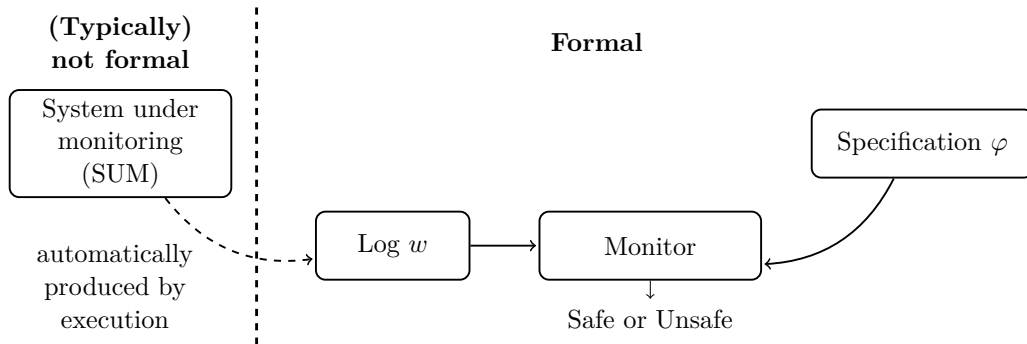 (Typically)
not formal
Formal
System under
monitoring
(SUM)
Specification φ
Log w
Monitor
automatically
produced by
execution
Safe or Unsafe